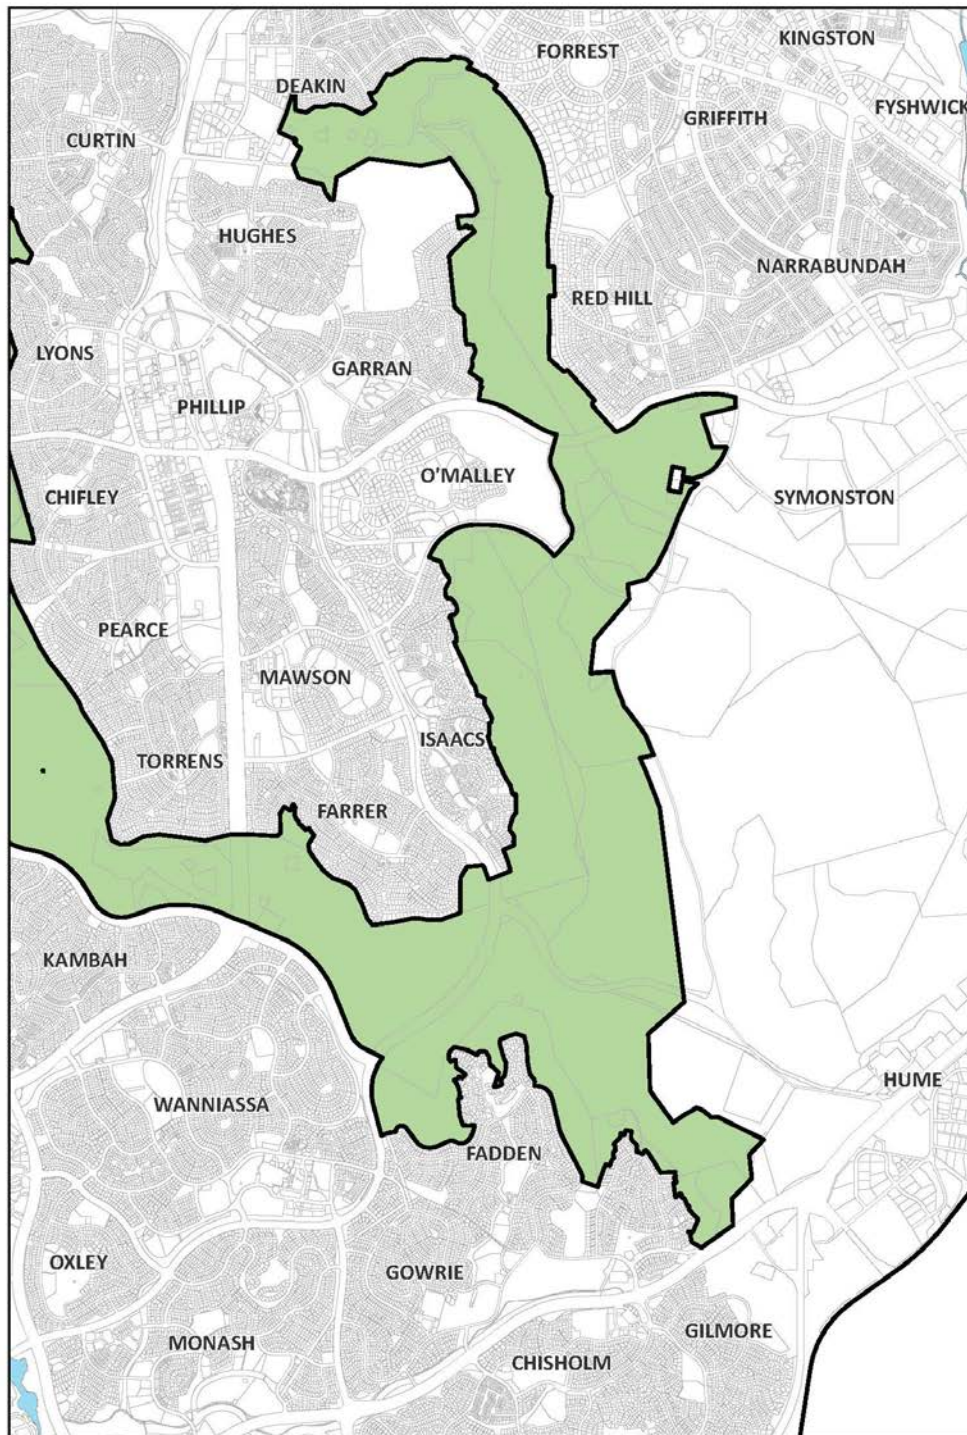 KINGSTON
FORREST
DEAKIN
FYSHWICK
GRIFFITH
CURTIN
HUGHES
NARRABUNDAH
RED HILL
LYONS
GARRAN
PHILLIP
O'MALLEY
CHIFLEY
SYMONSTON
PEARCE
MAWSON
ISAACS
TORRENS
FARRER
KAMBAH
HUME
WANNIASSA
FADDEN
OXLEY
GOWRIE
GILMORE
MONASH
CHISHOLM